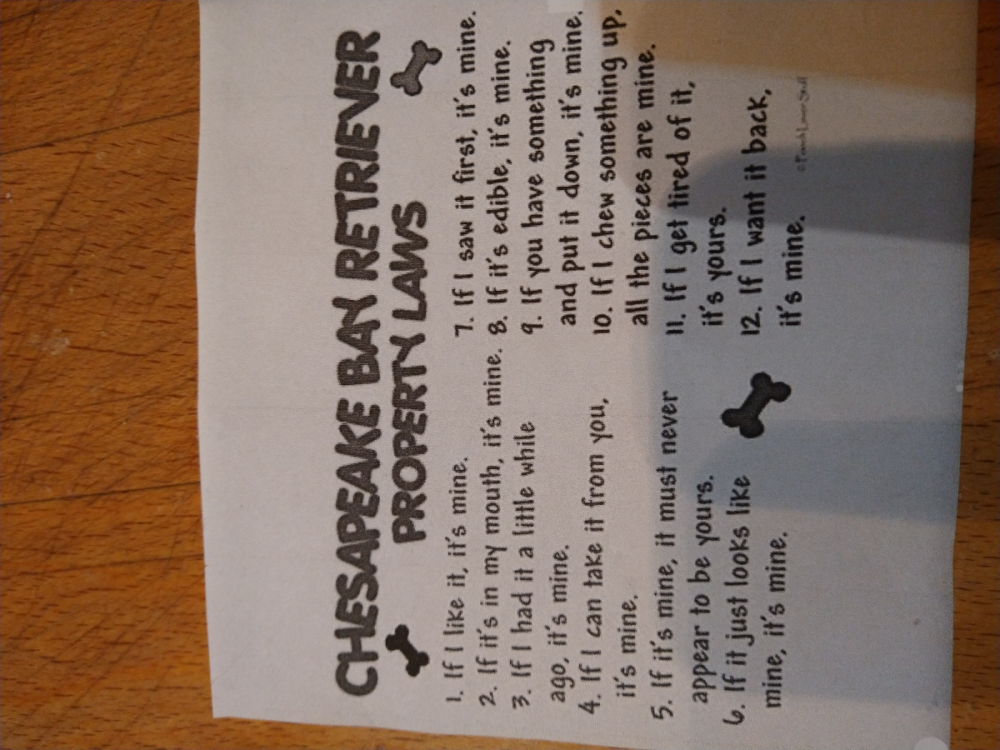 CHESAPEAKE BAY RETRIEVER
PROPERTY LAWS
1. If I like it, it's mine.
2. If it's in my mouth, it's mine.
3. If I had it a little while
ago, it's mine.
4. If I can take it from you,
it's mine.
5. If it's mine, it must never
appear to be yours.
6. If it just looks like
mine, it's mine.
7. If I saw it first, it's mine.
8. If it's edible, it's mine.
9. If you have something
and put it down, it's mine.
10. If I chew something up,
all the pieces are mine.
11. If I get tired of it,
it's yours.
12. If I want it back,
it's mine.